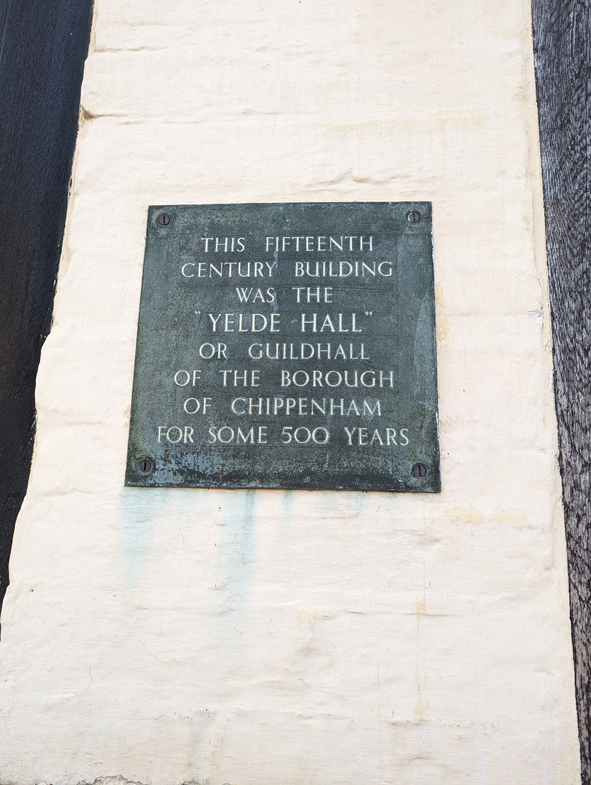 THIS FIFTEENTH
CENTURY BUILDING
WAS THE
"YELDE HALL"
OR GUILDHALL
OF THE BOROUGH
OF CHIPPENHAM
FOR SOME 500 YEARS